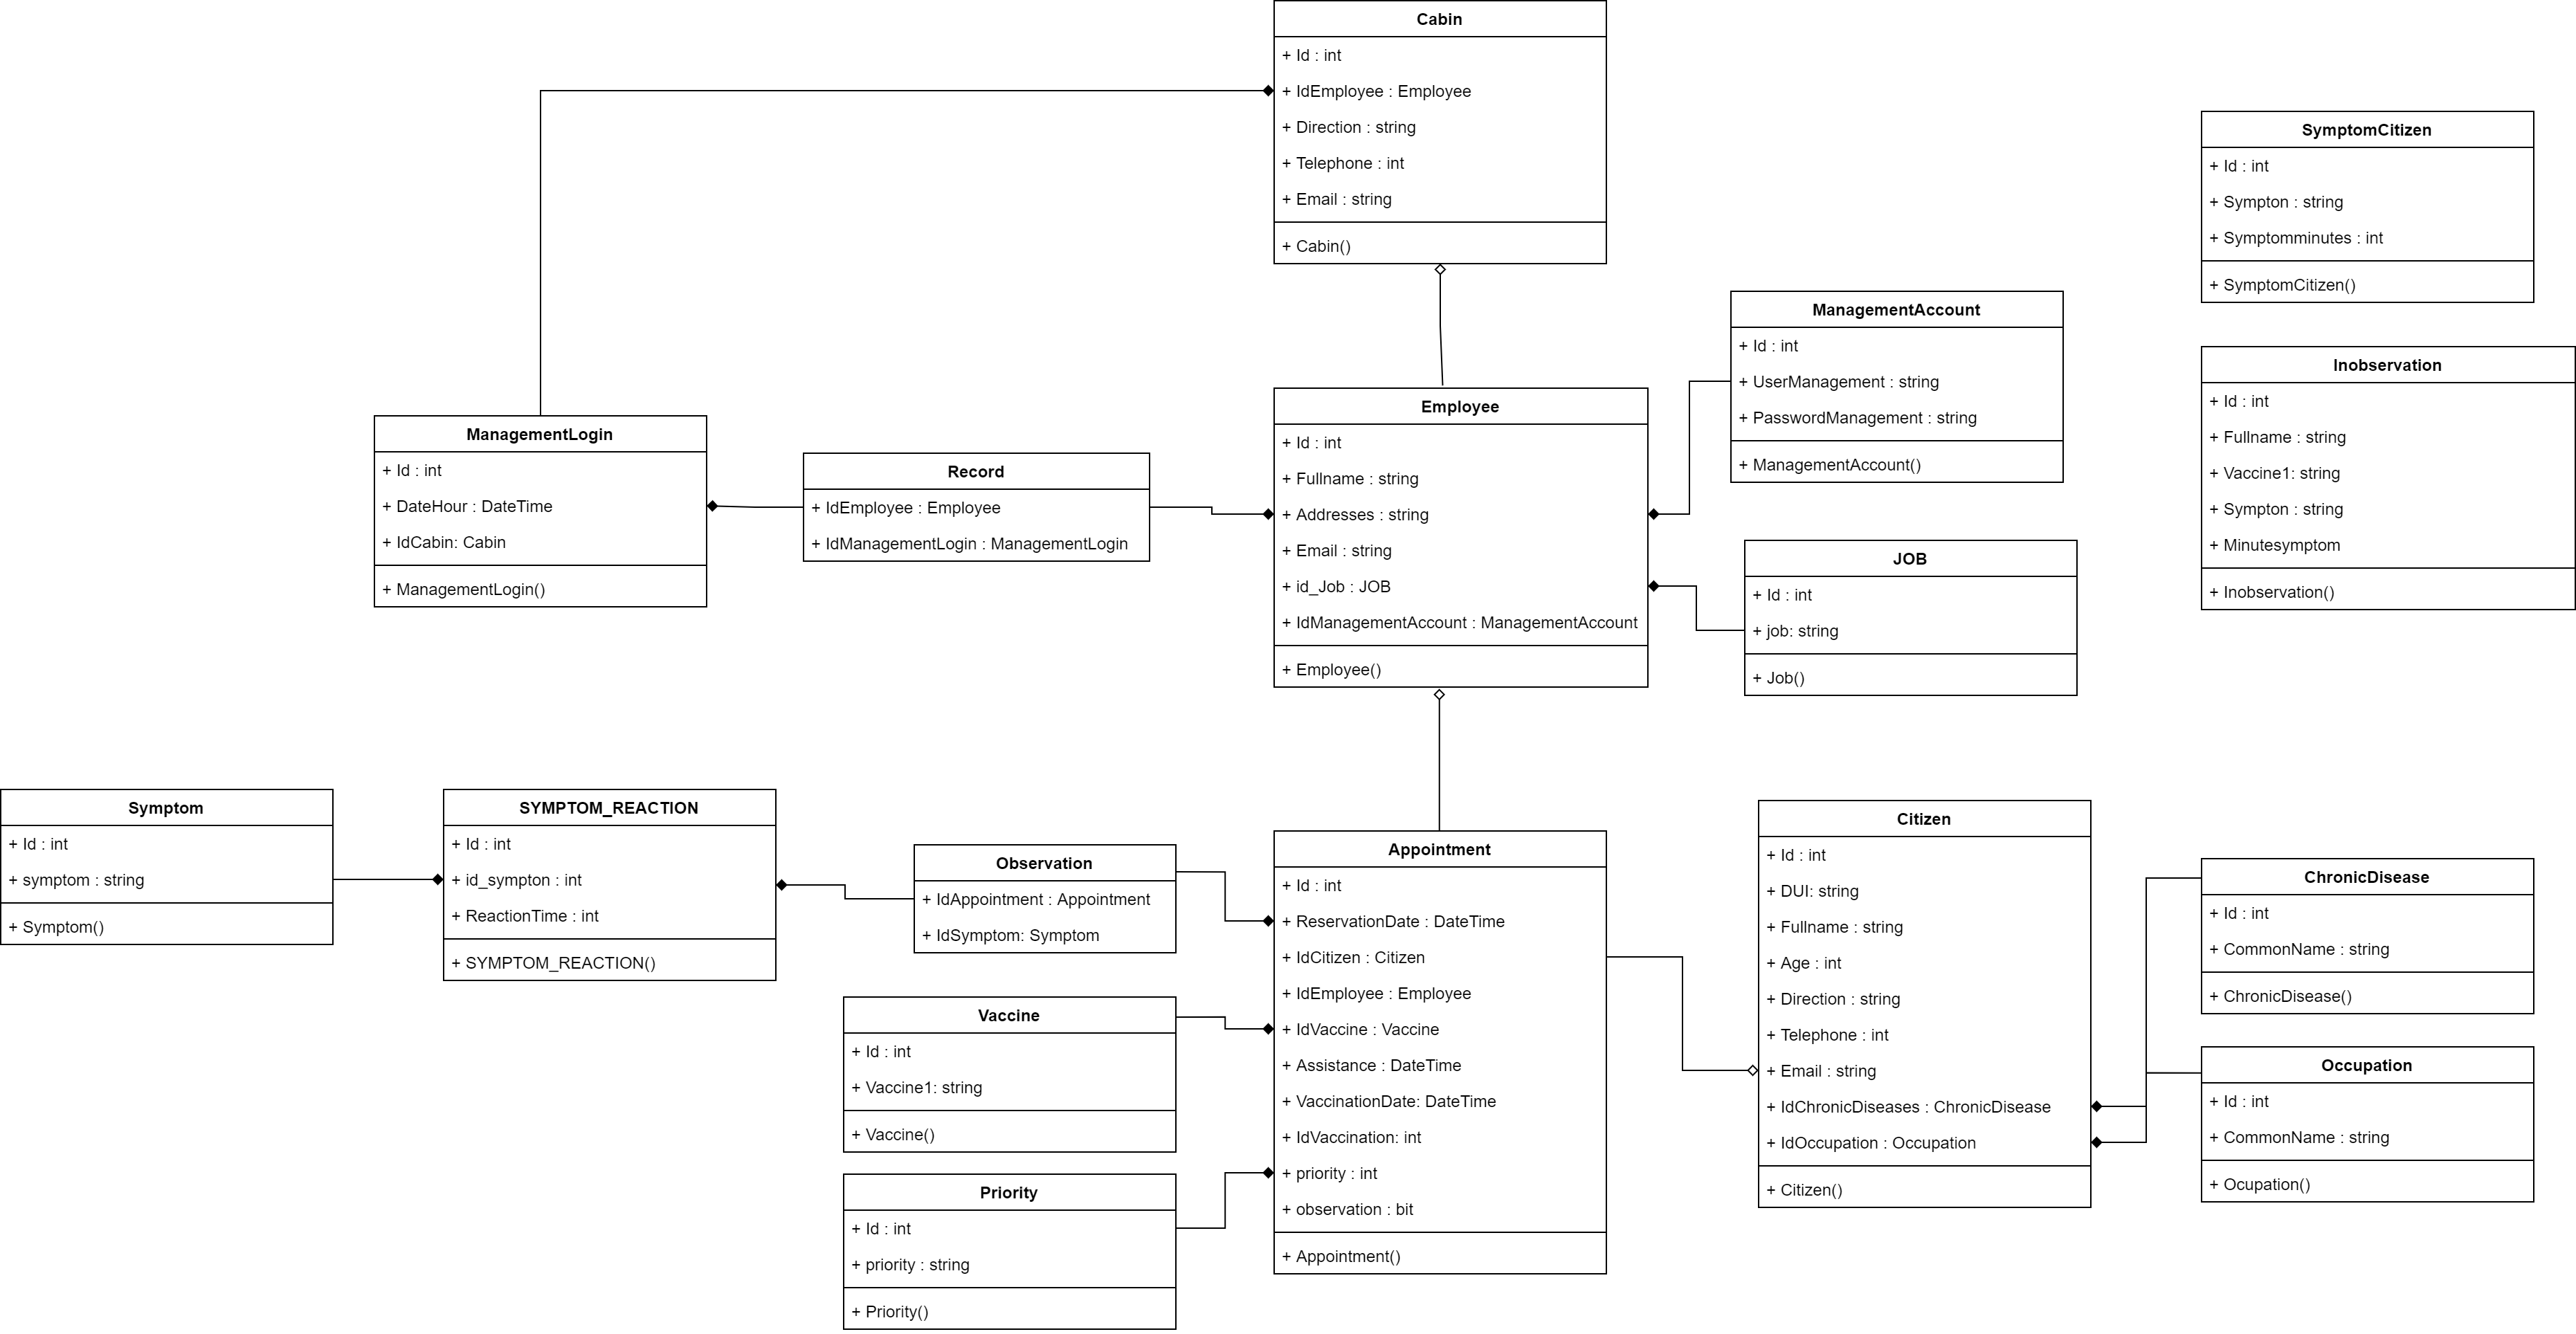 Cabin
+ Id : int
+ IdEmployee : Employee
+ Direction : string
+ Telephone : int
+ Email : string
+ Cabin()
SymptomCitizen
+ Id : int
+ Sympton : string
+ Symptomminutes : int
+ SymptomCitizen()
ManagementAccount
+ Id : int
+ UserManagement : string
+ PasswordManagement : string
+ ManagementAccount()
Inobservation
+ Id : int
+ Fullname : string
+ Vaccine1: string
+ Sympton : string
+ Minutesymptom
+ Inobservation()
ManagementLogin
+ Id : int
+ DateHour : DateTime
+ IdCabin: Cabin
+ ManagementLogin()
Record
+ IdEmployee : Employee
+ IdManagementLogin : ManagementLogin
Employee
+ Id : int
+ Fullname : string
+ Addresses : string
+ Email : string
+ id_Job : JOB
+ IdManagementAccount : ManagementAccount
+ Employee()
JOB
+ Id : int
+ job: string
+ Job()
Symptom
+ Id : int
+ symptom : string
+ Symptom()
SYMPTOM_REACTION
+ Id : int
+ id_sympton : int
+ ReactionTime : int
+ SYMPTOM_REACTION()
Observation
+ IdAppointment : Appointment
+ IdSymptom: Symptom
Vaccine
+ Id : int
+ Vaccine1: string
+ Vaccine()
Priority
+ Id : int
+ priority : string
+ Priority()
Appointment
+ Id : int
+ ReservationDate : DateTime
+ IdCitizen : Citizen
+ IdEmployee : Employee
+ IdVaccine : Vaccine
+ Assistance : DateTime
+ VaccinationDate: DateTime
+ IdVaccination: int
+ priority : int
+ observation : bit
+ Appointment()
Citizen
+ Id : int
+ DUI: string
+ Fullname : string
+ Age : int
+ Direction : string
+ Telephone : int
+ Email : string
+ IdChronicDiseases : ChronicDisease
+ IdOccupation : Occupation
+ Citizen()
ChronicDisease
+ Id : int
+ CommonName : string
+ ChronicDisease()
Occupation
+ Id : int
+ CommonName : string
+ Ocupation()